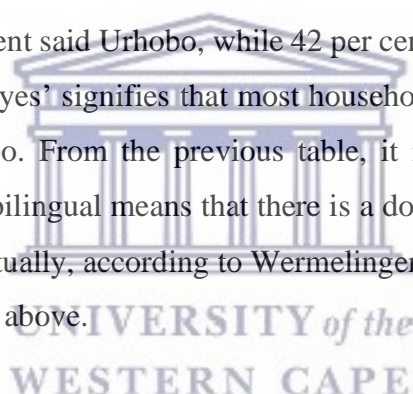 ent said Urhobo, while 42 per cen
yes’ signifies that most househo
o. From the previous table, it
bilingual means that there is a do
tually, according to Wermelinger
above.
UNIVERSITY of the
WESTERN CAPE